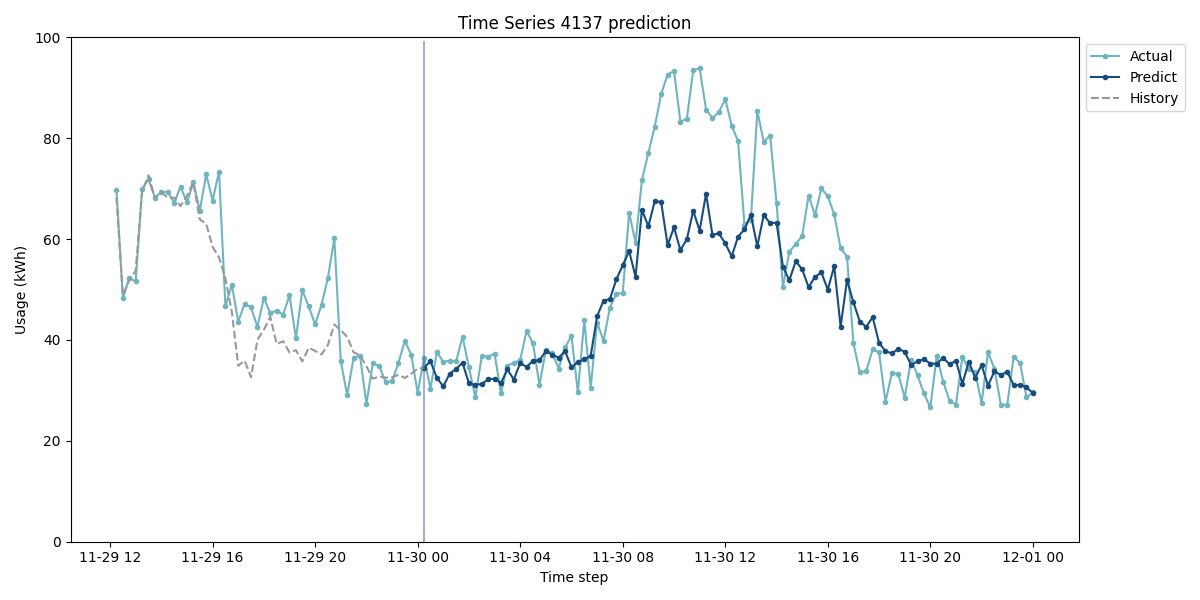 Time Series 4137 prediction
100
80
60
40
20
0
Usage (kWh)
11-29 12
11-29 16
11-29 20
11-30 00
11-30 04
11-30 08
11-30 12
11-30 16
11-30 20
12-01 00
Time step
Actual
Predict
History